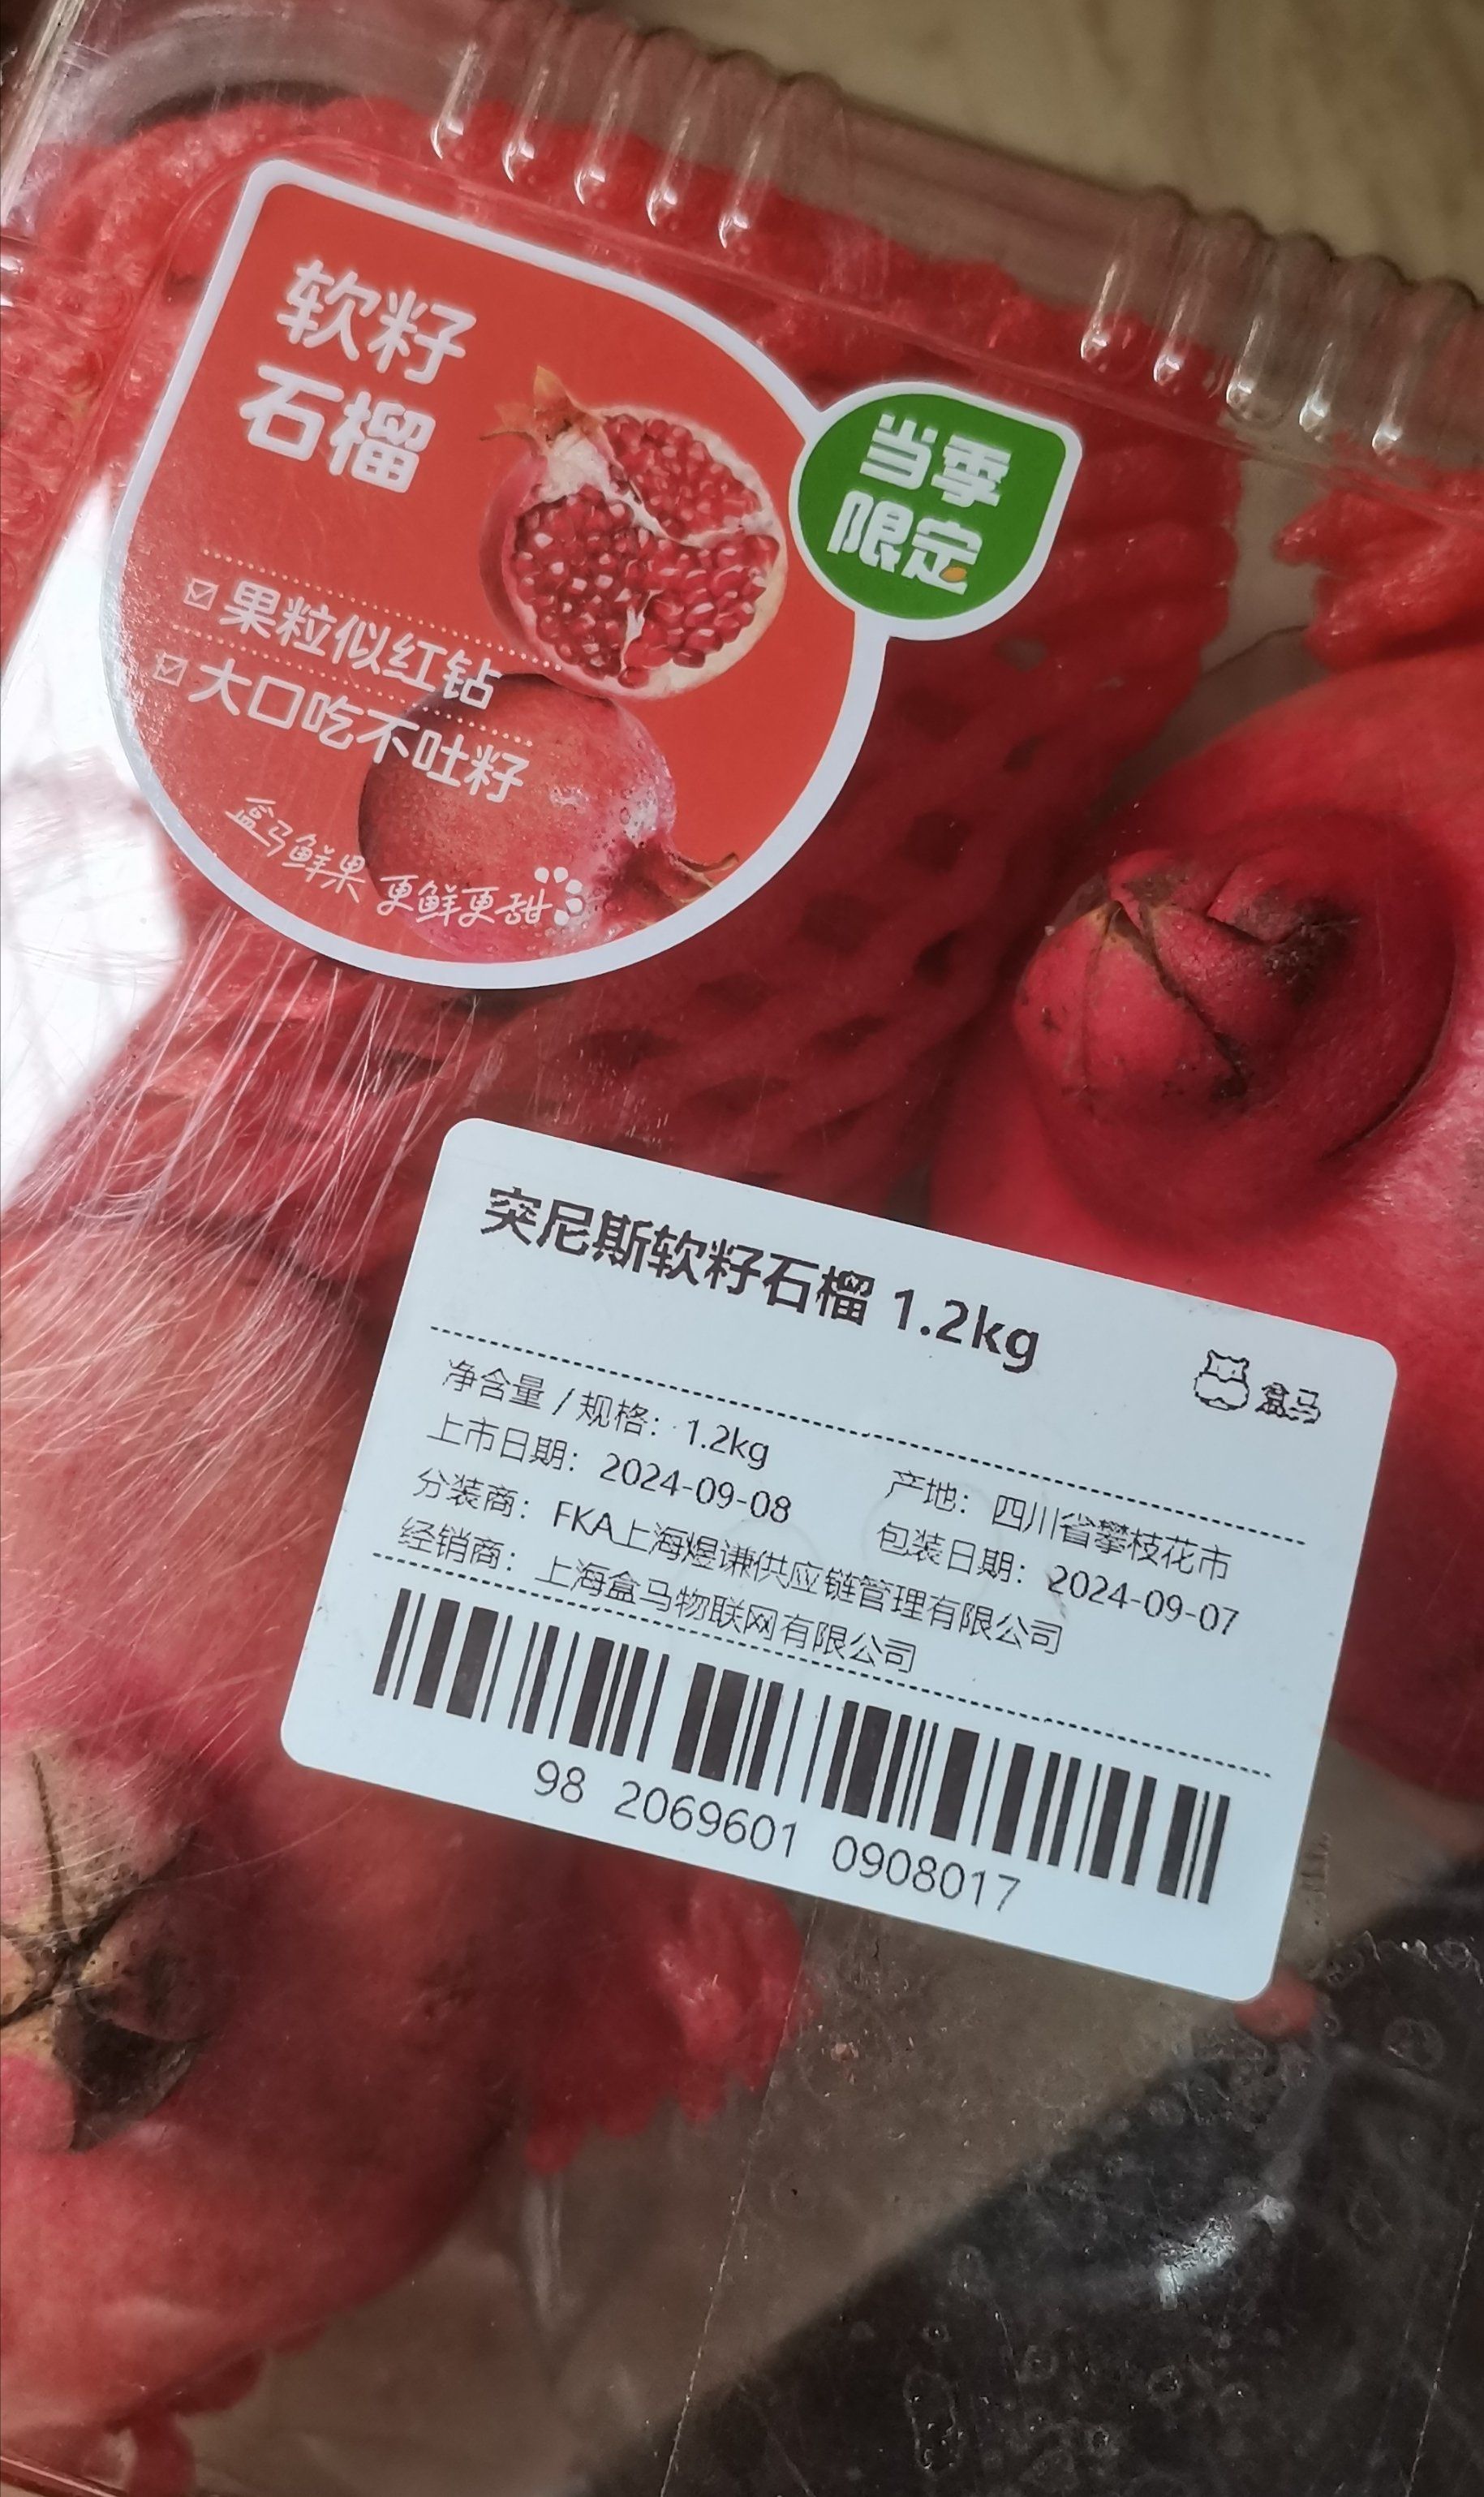 软籽
石榴
当季
限定
果粒似红钻
大口吃不吐籽
盒马鲜果 更鲜更甜
突尼斯软籽石榴 1.2kg
盒马
净含量 / 规格：1.2kg
产地：四川省攀枝花市
上市日期：2024-09-08
包装日期：2024-09-07
分装商：FKA上海煜谦供应链管理有限公司
经销商：上海盒马物联网有限公司
98 2069601 0908017